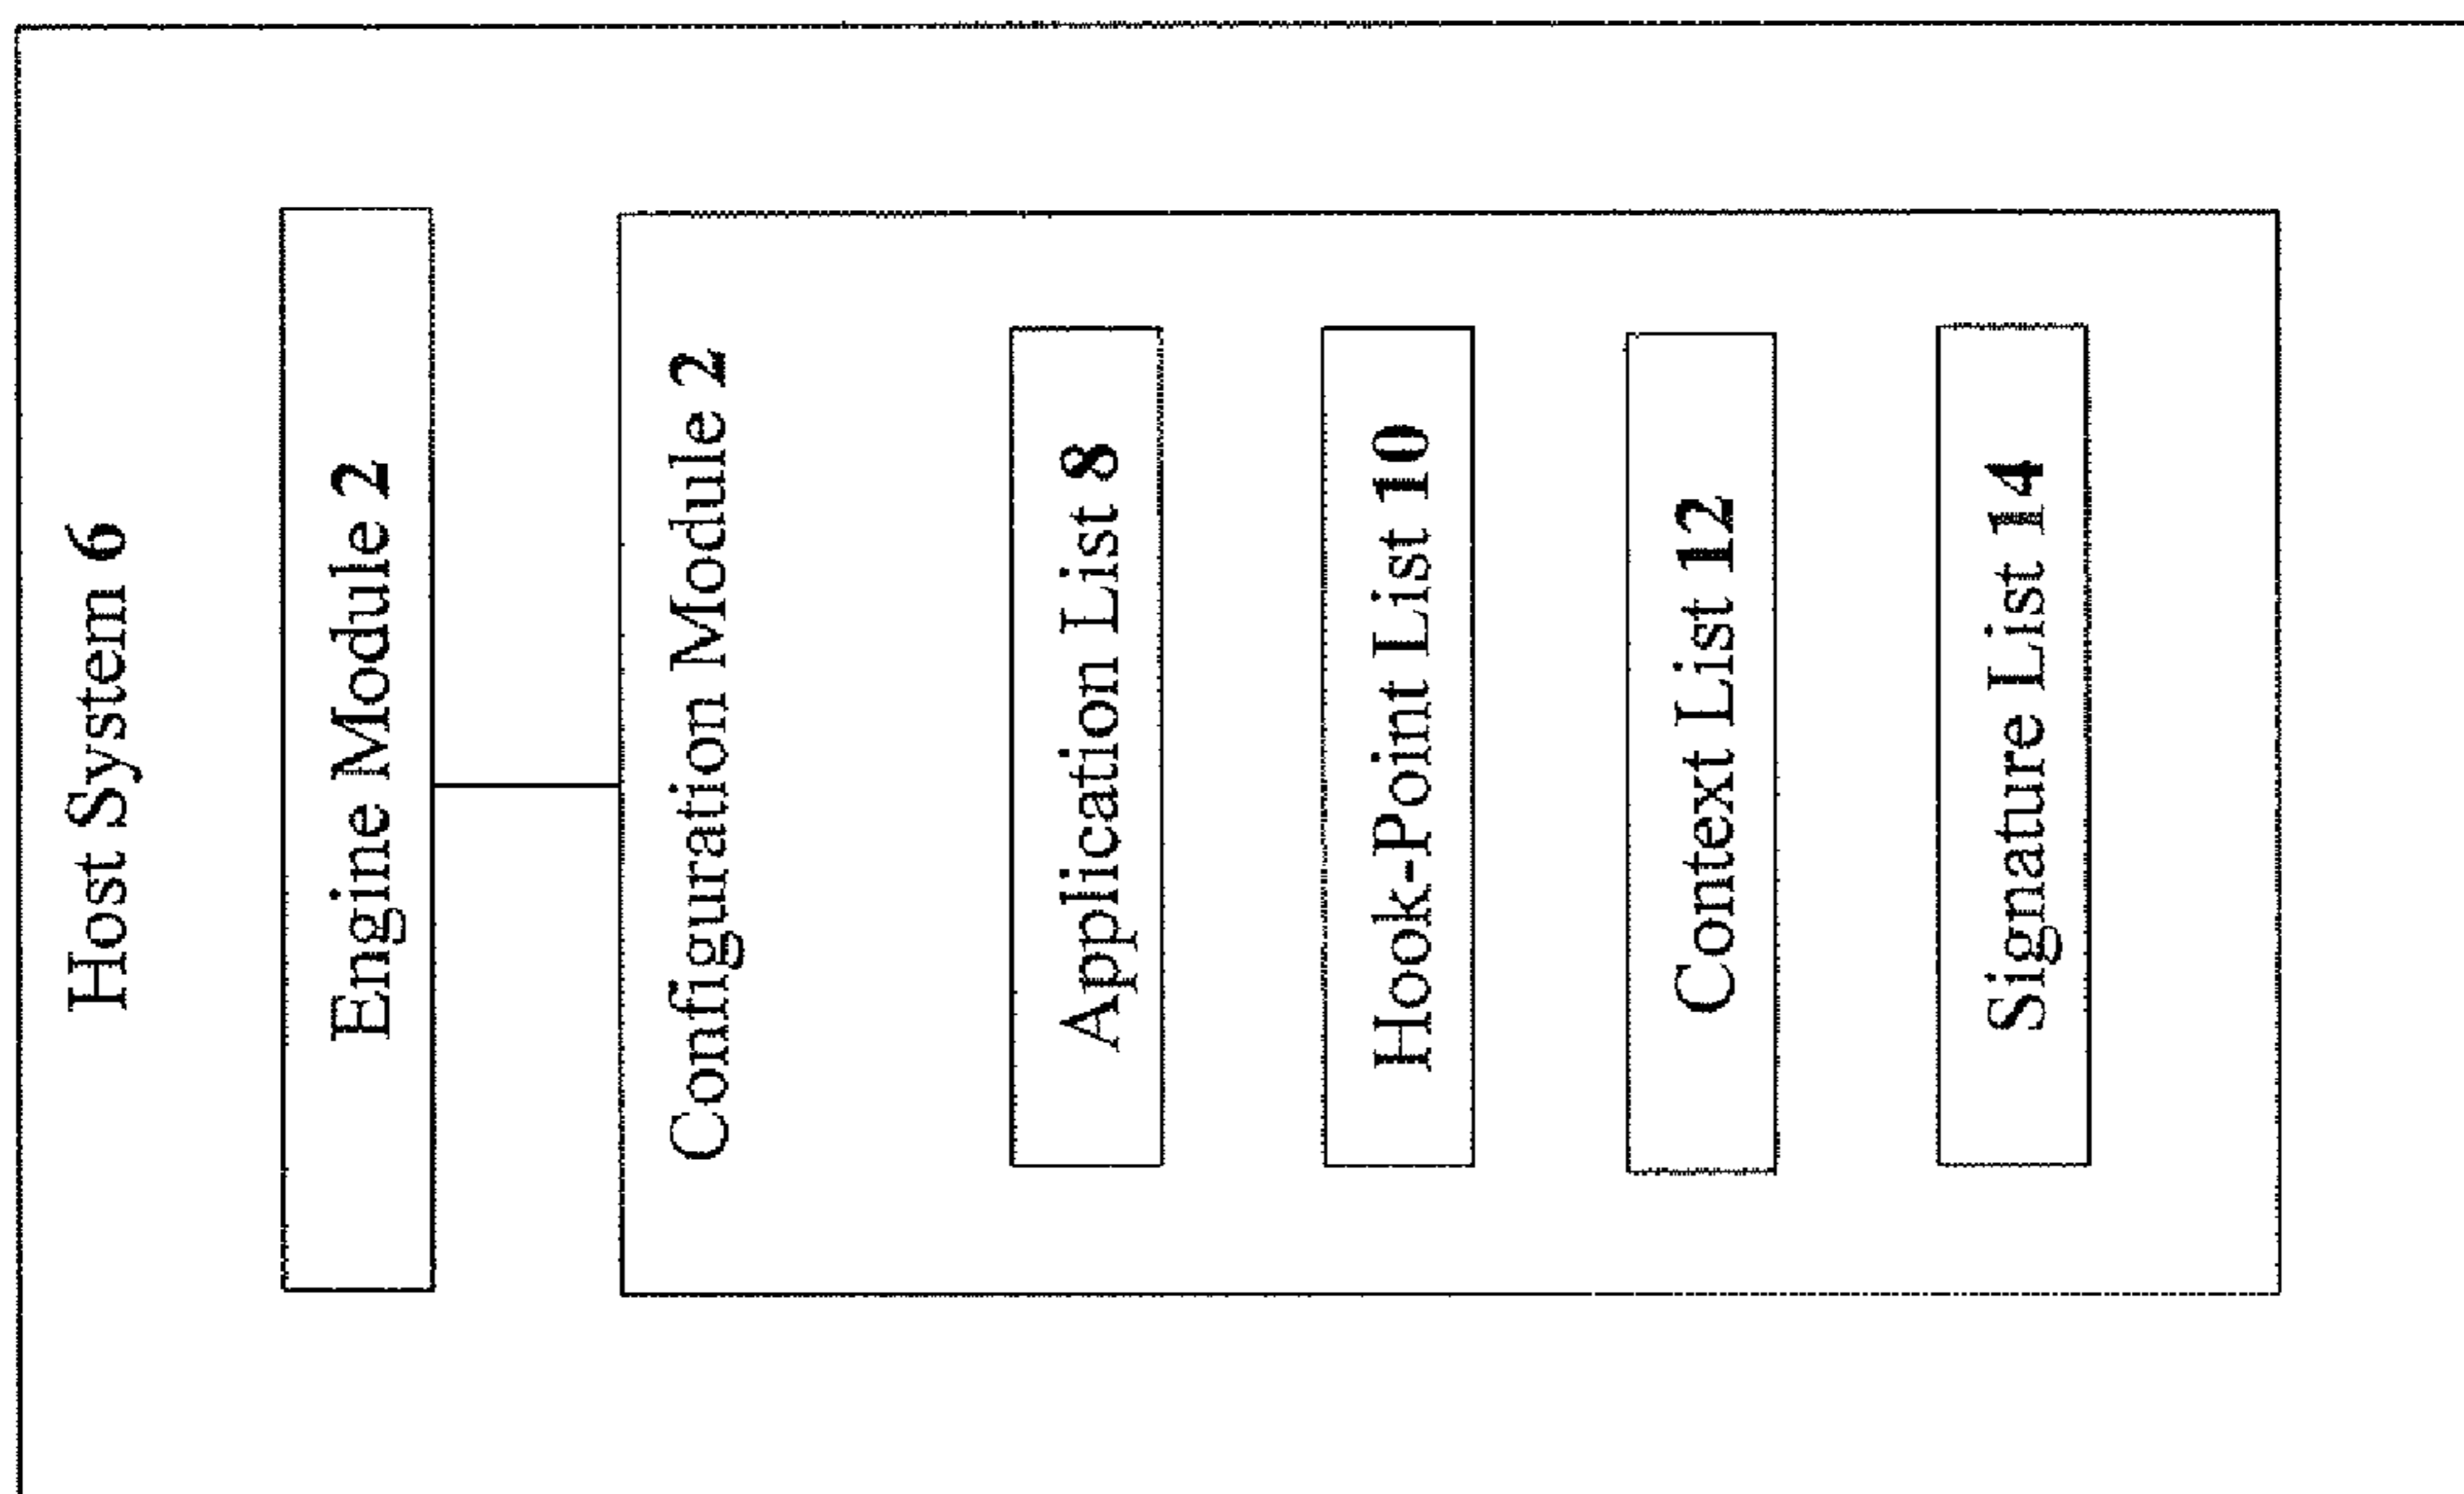 Host System 6
Engine Module 2
Configuration Module 2
Application List 8
Hook-Point List 10
Context List 12
Signature List 14